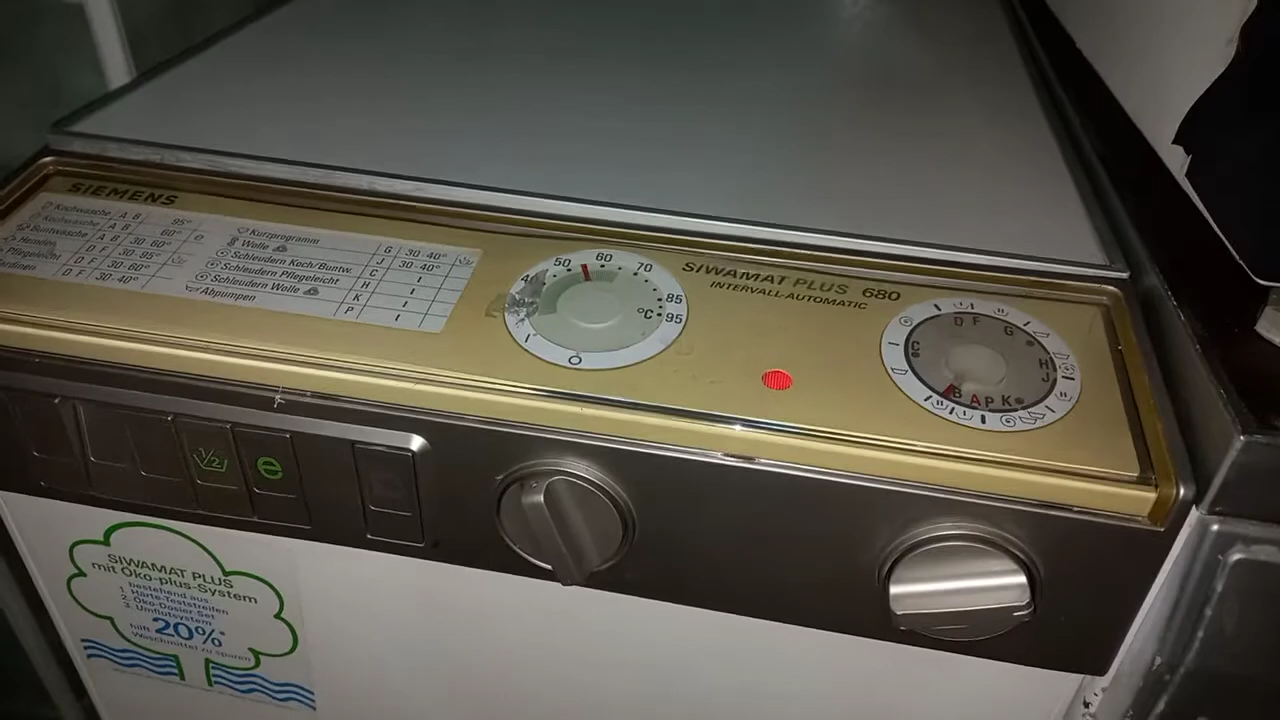 SIEMENS
Kochwäsche A B 95°
Kochwäsche A B 60° e
Buntwäsche A B 30-60°
Hemden D F 30-85°
Pflegeleicht D F 30-60°
D F 30-40°
Kurzprogramm G 30-40°
Wolle J 30-40°
Schleudern Koch/Buntw. C I
Schleudern Pflegeleicht H I
Schleudern Wolle K I
Abpumpen P I
50 60 70 85 95 °C
I O
SIWAMAT PLUS 680
INTERVALL-AUTOMATIC
D F G H J K P A B C
1/2
e
SIWAMAT PLUS
mit Öko-plus-System
bestehend aus:
1. Härte-Teststreifen
2. Öko-Dosier-Set
3. Umflutsystem
hilft 20%*
Waschmittel zu sparen